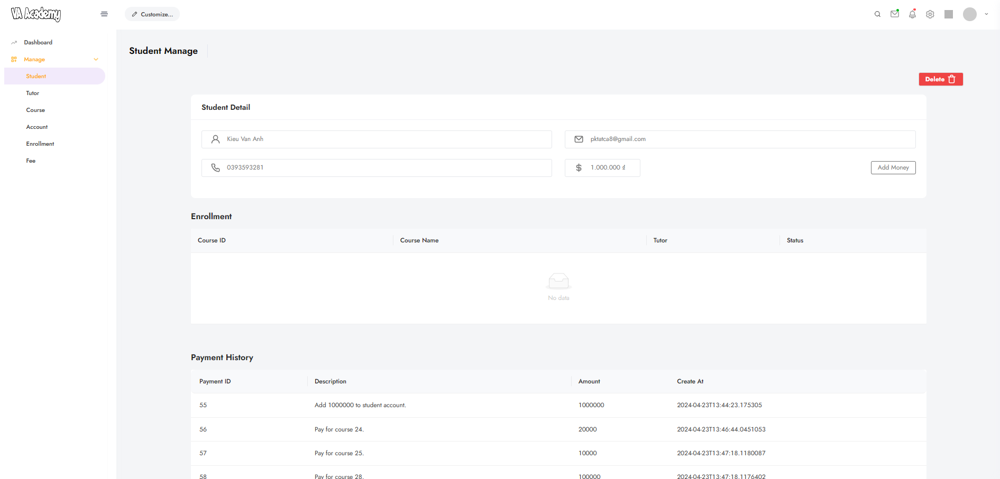 VA Academy
Customize...
Dashboard
Manage
Student
Tutor
Course
Account
Enrollment
Fee
Student Manage
Delete
Student Detail
Kieu Van Anh
pktatca8@gmail.com
0393593281
1.000.000 ₫
Add Money
Enrollment
Course ID Course Name Tutor Status
No data
Payment History
Payment ID Description Amount Create At
55 Add 1000000 to student account. 1000000 2024-04-23T13:44:23.175305
56 Pay for course 24. 20000 2024-04-23T13:46:44.0451053
57 Pay for course 25. 10000 2024-04-23T13:47:18.1180087
58 Pay for course 28. 100000 2024-04-23T13:47:18.1176402